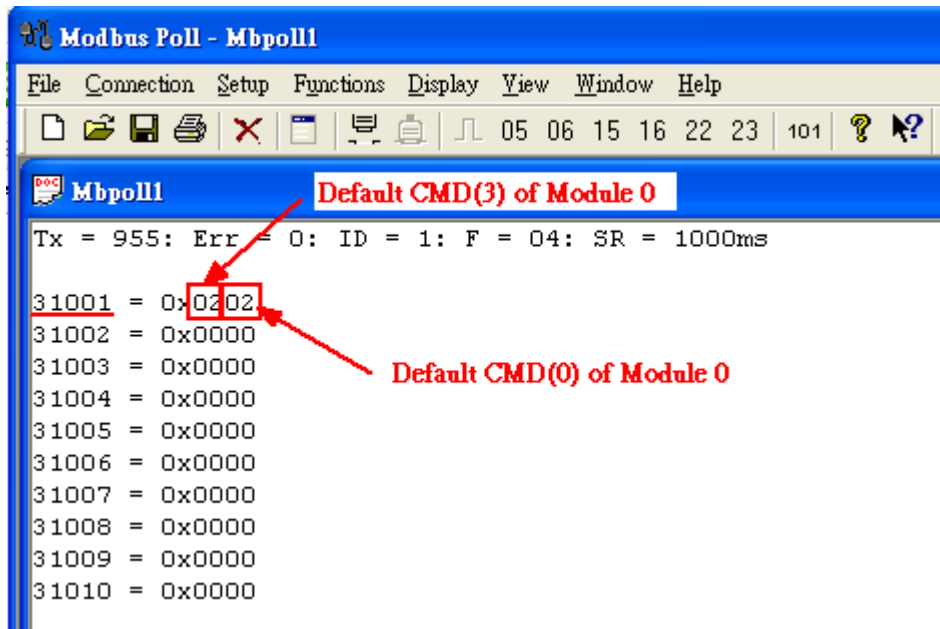 Modbus Poll - Mbpoll1
File Connection Setup Functions Display View Window Help
05 06 15 16 22 23 101
DOC
Mbpoll1
Default CMD(3) of Module 0
Tx = 955: Err = 0: ID = 1: F = 04: SR = 1000ms
31001 = 0x0202
31002 = 0x0000
31003 = 0x0000
Default CMD(0) of Module 0
31004 = 0x0000
31005 = 0x0000
31006 = 0x0000
31007 = 0x0000
31008 = 0x0000
31009 = 0x0000
31010 = 0x0000